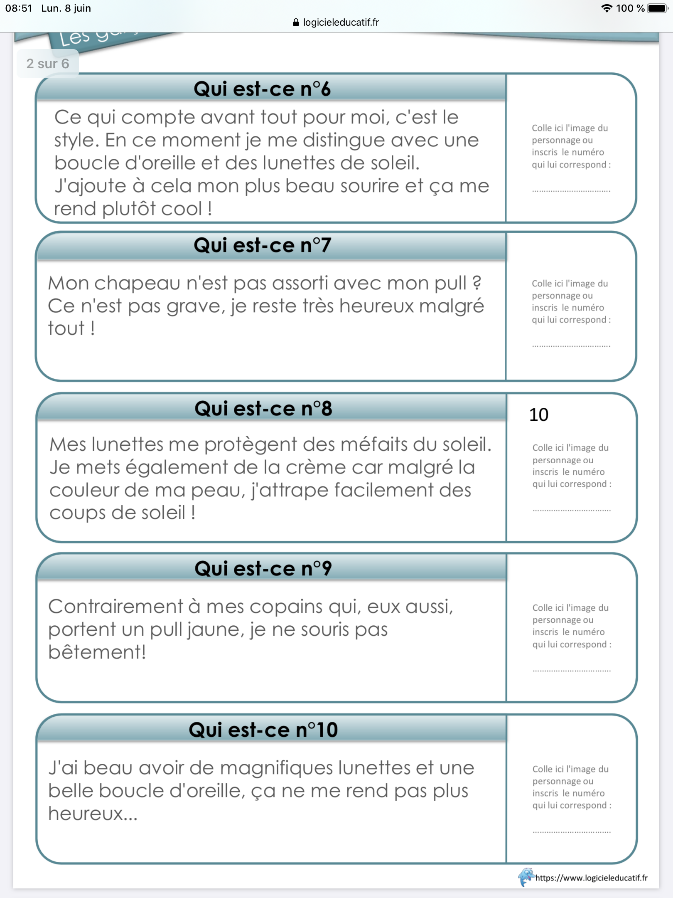 08:51 Lun. 8 juin
100 %
logicieleducatif.fr
2 sur 6
Qui est-ce n°6
Ce qui compte avant tout pour moi, c'est le
style. En ce moment je me distingue avec une
boucle d'oreille et des lunettes de soleil.
J'ajoute à cela mon plus beau sourire et ça me
rend plutôt cool !
Colle ici l'image du
personnage ou
inscris le numéro
qui lui correspond :
Qui est-ce n°7
Mon chapeau n'est pas assorti avec mon pull ?
Ce n'est pas grave, je reste très heureux malgré
tout !
Colle ici l'image du
personnage ou
inscris le numéro
qui lui correspond :
Qui est-ce n°8
Mes lunettes me protègent des méfaits du soleil.
Je mets également de la crème car malgré la
couleur de ma peau, j'attrape facilement des
coups de soleil !
10
Colle ici l'image du
personnage ou
inscris le numéro
qui lui correspond :
Qui est-ce n°9
Contrairement à mes copains qui, eux aussi,
portent un pull jaune, je ne souris pas
bêtement!
Colle ici l'image du
personnage ou
inscris le numéro
qui lui correspond :
Qui est-ce n°10
J'ai beau avoir de magnifiques lunettes et une
belle boucle d'oreille, ça ne me rend pas plus
heureux...
Colle ici l'image du
personnage ou
inscris le numéro
qui lui correspond :
https://www.logicieleducatif.fr